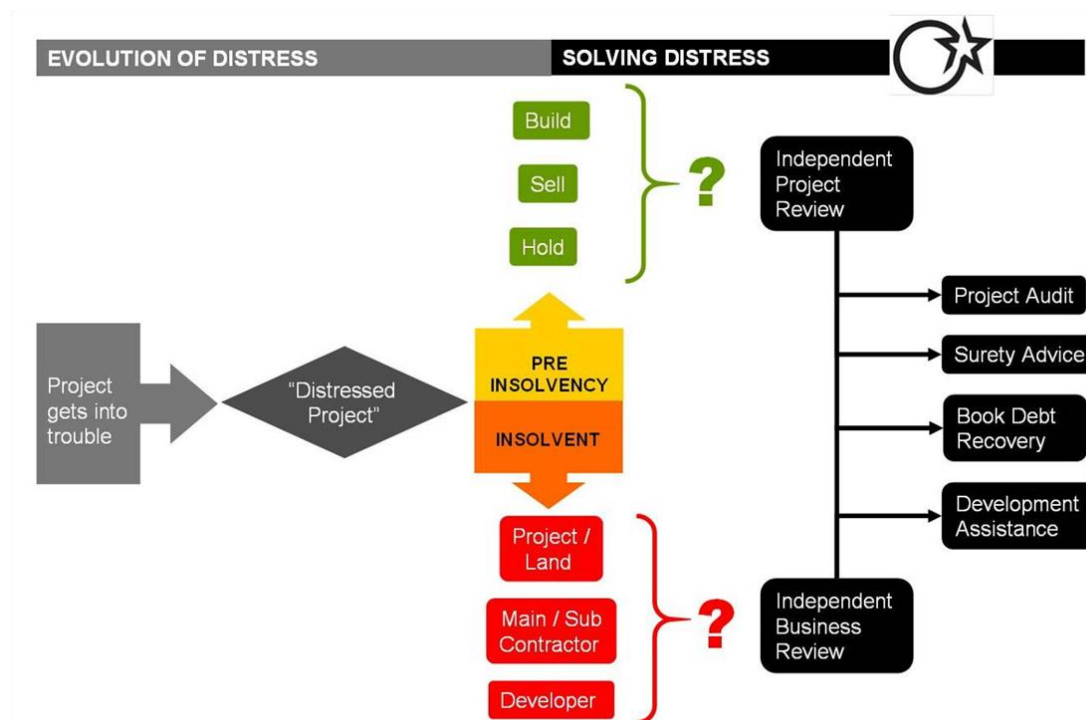 EVOLUTION OF DISTRESS
SOLVING DISTRESS
Build
Sell
Hold
?
Independent
Project
Review
Project Audit
Surety Advice
Book Debt
Recovery
Development
Assistance
Project
gets into
trouble
“Distressed
Project”
PRE
INSOLVENCY
INSOLVENT
Project /
Land
Main / Sub
Contractor
Developer
?
Independent
Business
Review